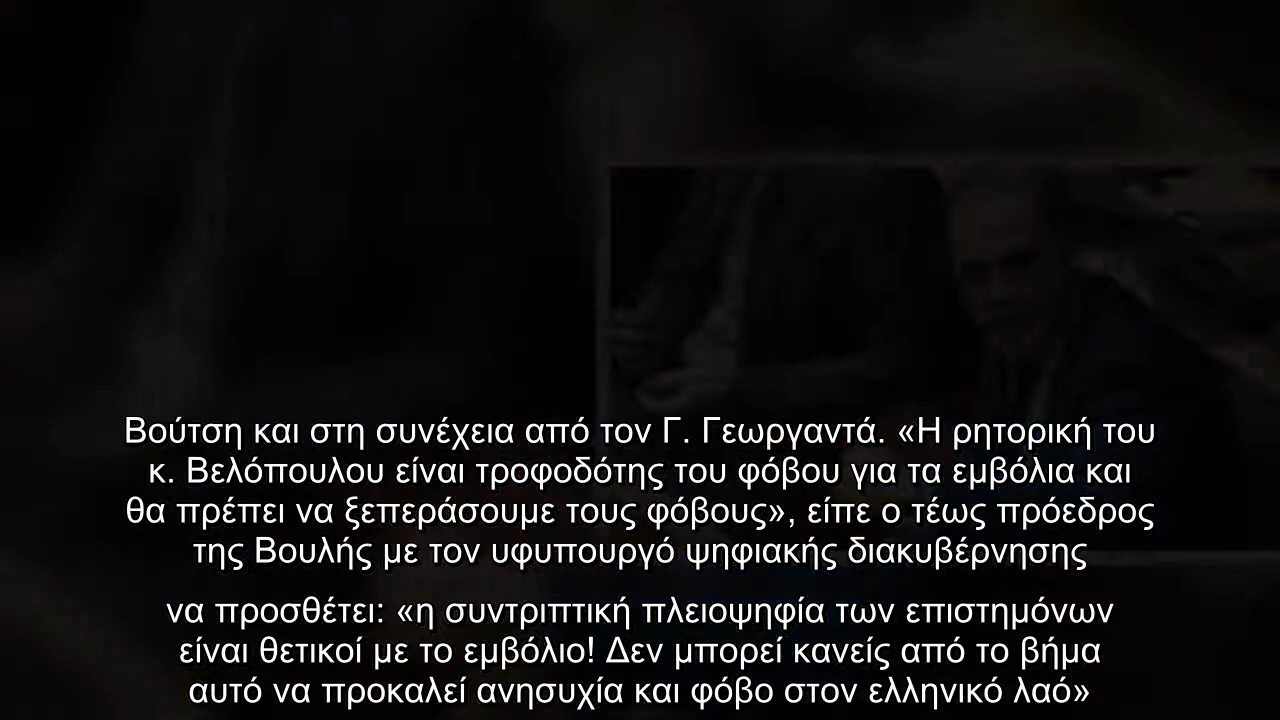 Βούτση και στη συνέχεια από τον Γ. Γεωργαντά. «Η ρητορική του
κ. Βελόπουλου είναι τροφοδότης του φόβου για τα εμβόλια και
θα πρέπει να ξεπεράσουμε τους φόβους», είπε ο τέως πρόεδρος
της Βουλής με τον υφυπουργό ψηφιακής διακυβέρνησης
να προσθέτει: «η συντριπτική πλειοψηφία των επιστημόνων
είναι θετικοί με το εμβόλιο! Δεν μπορεί κανείς από το βήμα
αυτό να προκαλεί ανησυχία και φόβο στον ελληνικό λαό»